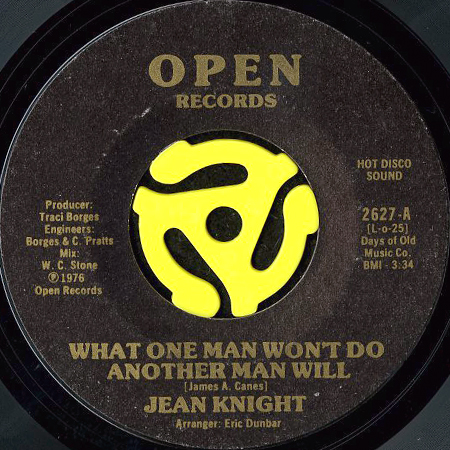 OPEN
RECORDS
HOT DISCO
SOUND
Producer:
Traci Borges
Engineers:
Borges & C. Pratts
Mix:
W. C. Stone
℗ 1976
Open Records
2627-A
[L-o-25]
Days of Old
Music Co.
BMI - 3:34
WHAT ONE MAN WON'T DO
ANOTHER MAN WILL
[James A. Canes]
JEAN KNIGHT
Arranger: Eric Dunbar